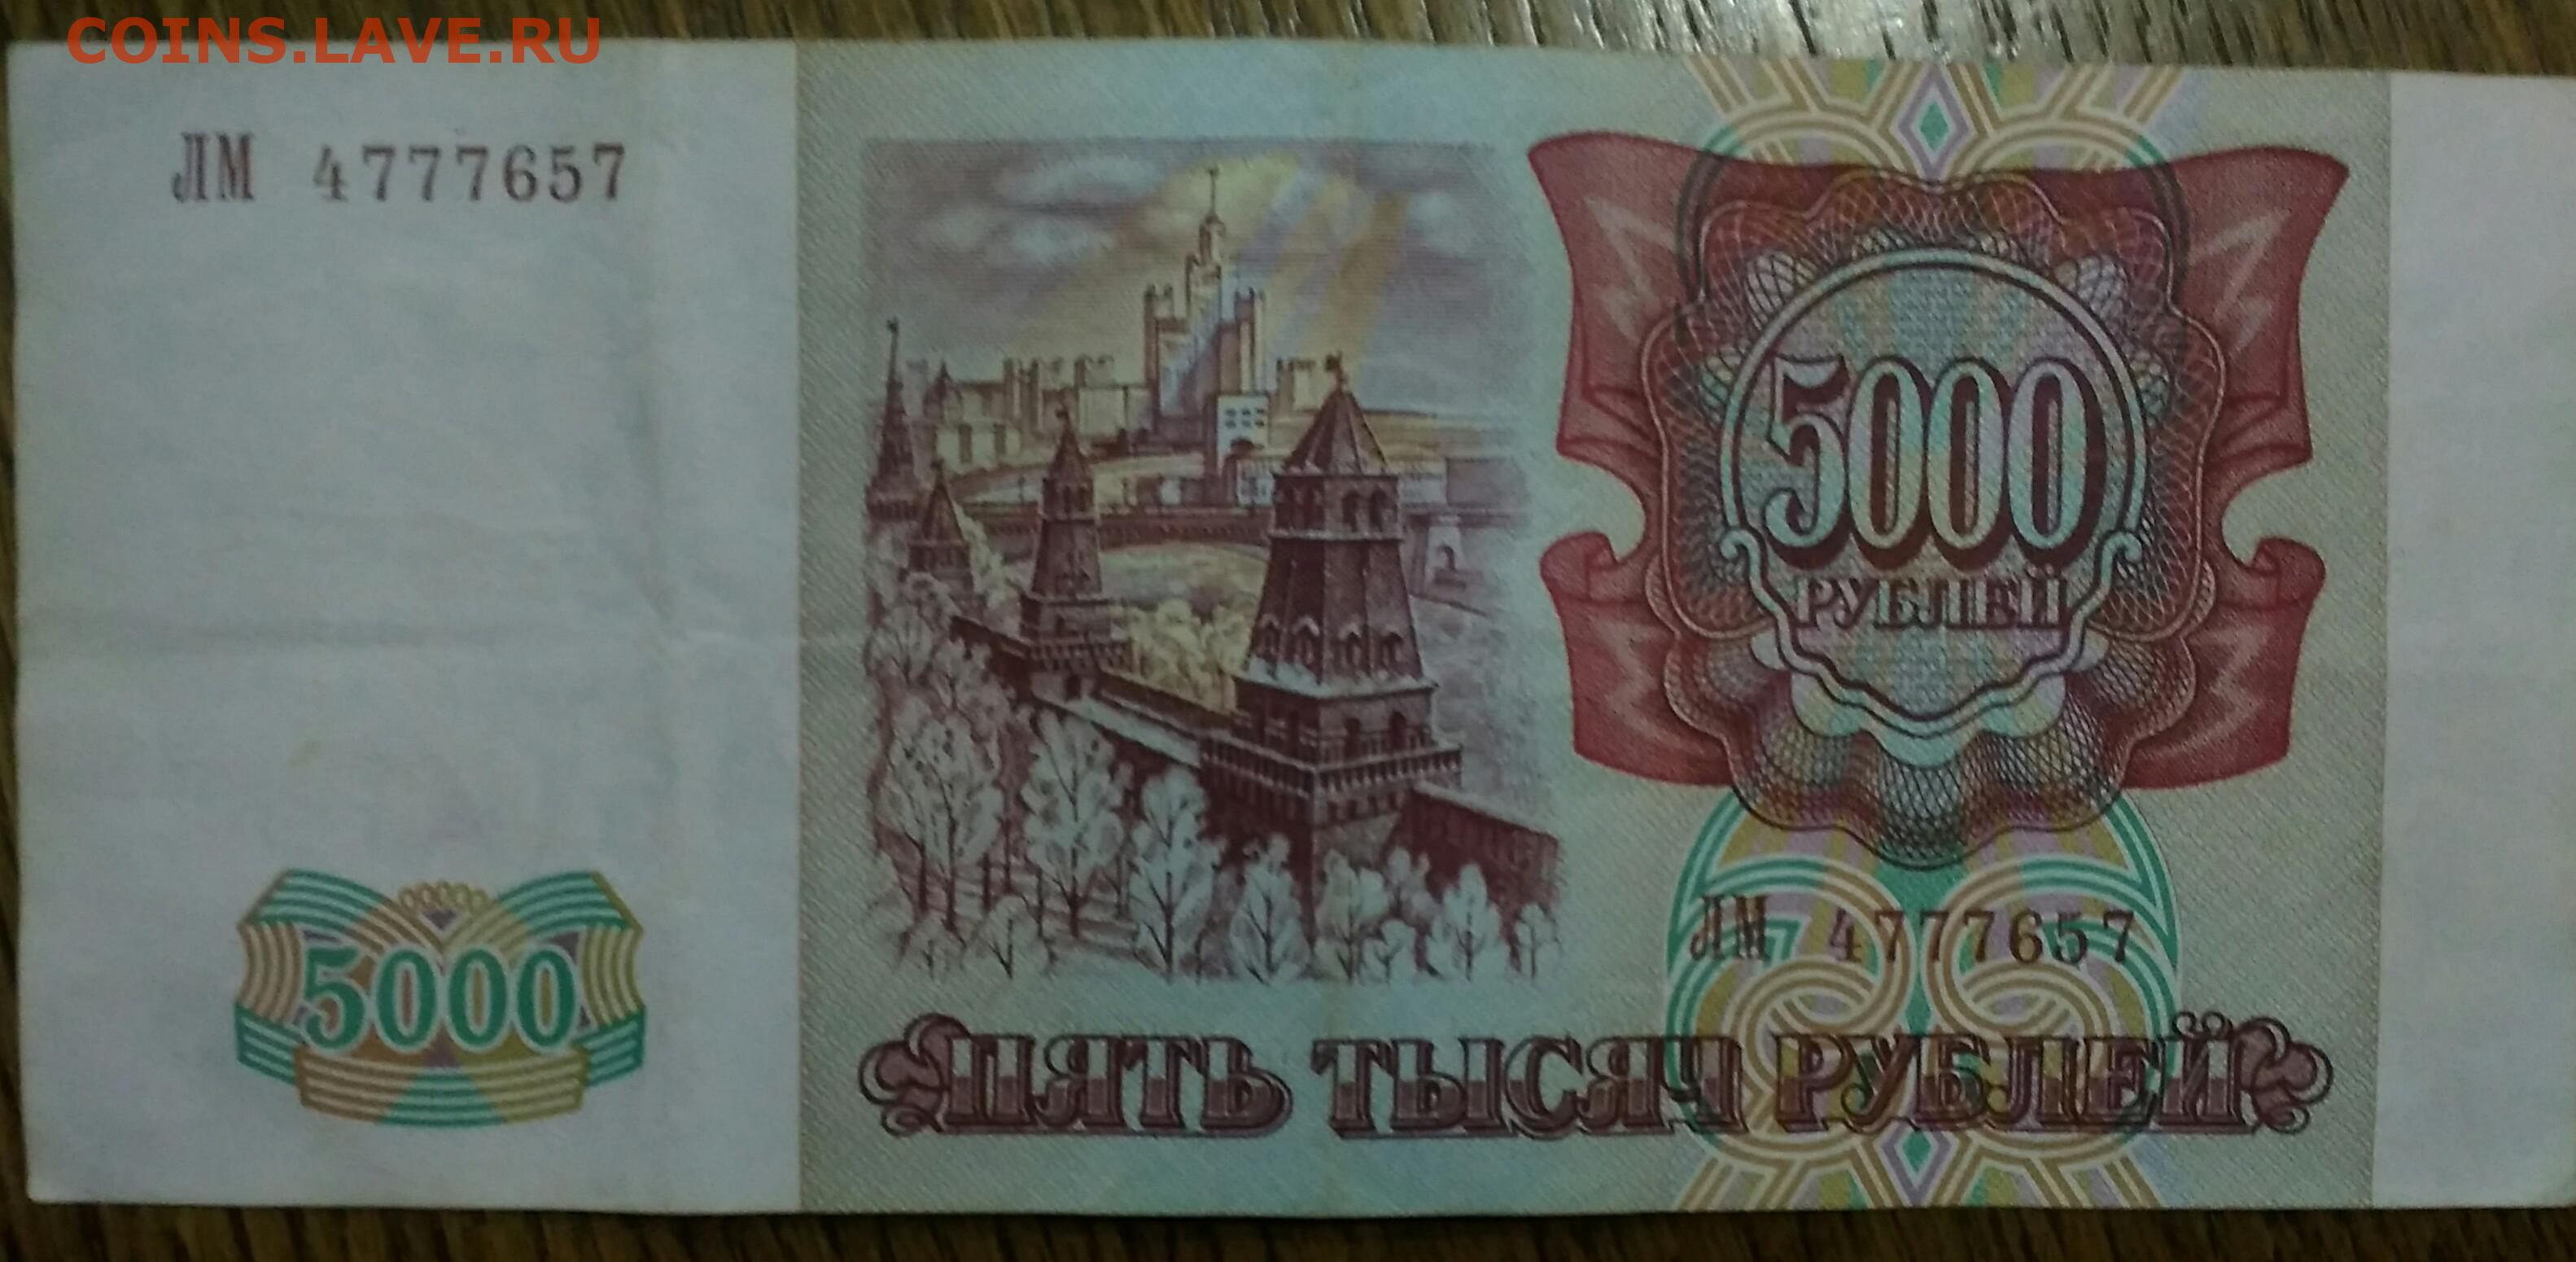 COINS.LAVE.RU
ЛМ 4777657
5000
РУБЛЕЙ
ЛМ 4777657
5000
ПЯТЬ ТЫСЯЧ РУБЛЕЙ